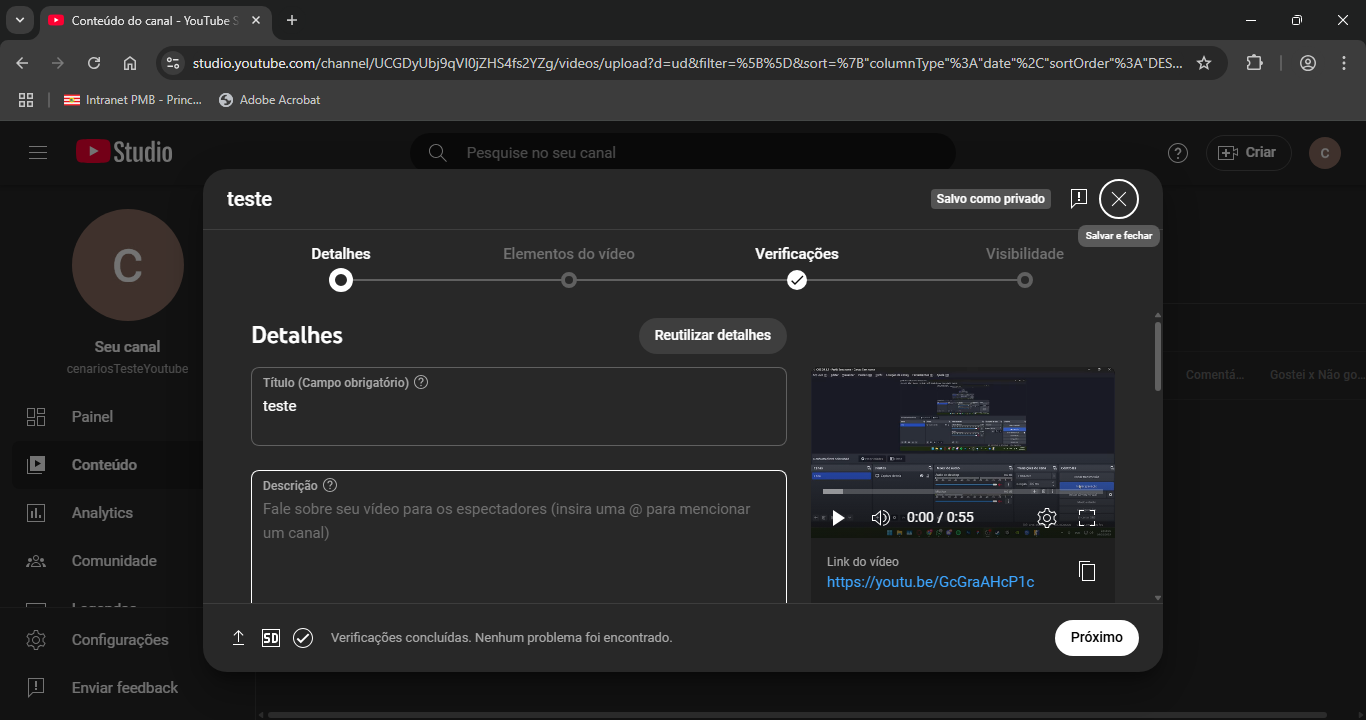 Conteúdo do canal - YouTube S
studio.youtube.com/channel/UCGDyUbj9qVI0jZHS4fs2YZg/videos/upload?d=ud&filter=%5B%5D&sort=%7B"columnType"%3A"date"%2C"sortOrder"%3A"DES...
Intranet PMB - Princ...
Adobe Acrobat
Studio
Pesquise no seu canal
Criar
C
teste
Salvo como privado
Salvar e fechar
Detalhes
Elementos do vídeo
Verificações
Visibilidade
C
Seu canal
cenariosTesteYoutube
Painel
Conteúdo
Analytics
Comunidade
Configurações
Enviar feedback
Detalhes
Reutilizar detalhes
Título (Campo obrigatório)
teste
Descrição
Fale sobre seu vídeo para os espectadores (insira uma @ para mencionar
um canal)
0:00 / 0:55
Link do vídeo
https://youtu.be/GcGraAHcP1c
Comentá...
Gostei x Não go...
SD
Verificações concluídas. Nenhum problema foi encontrado.
Próximo